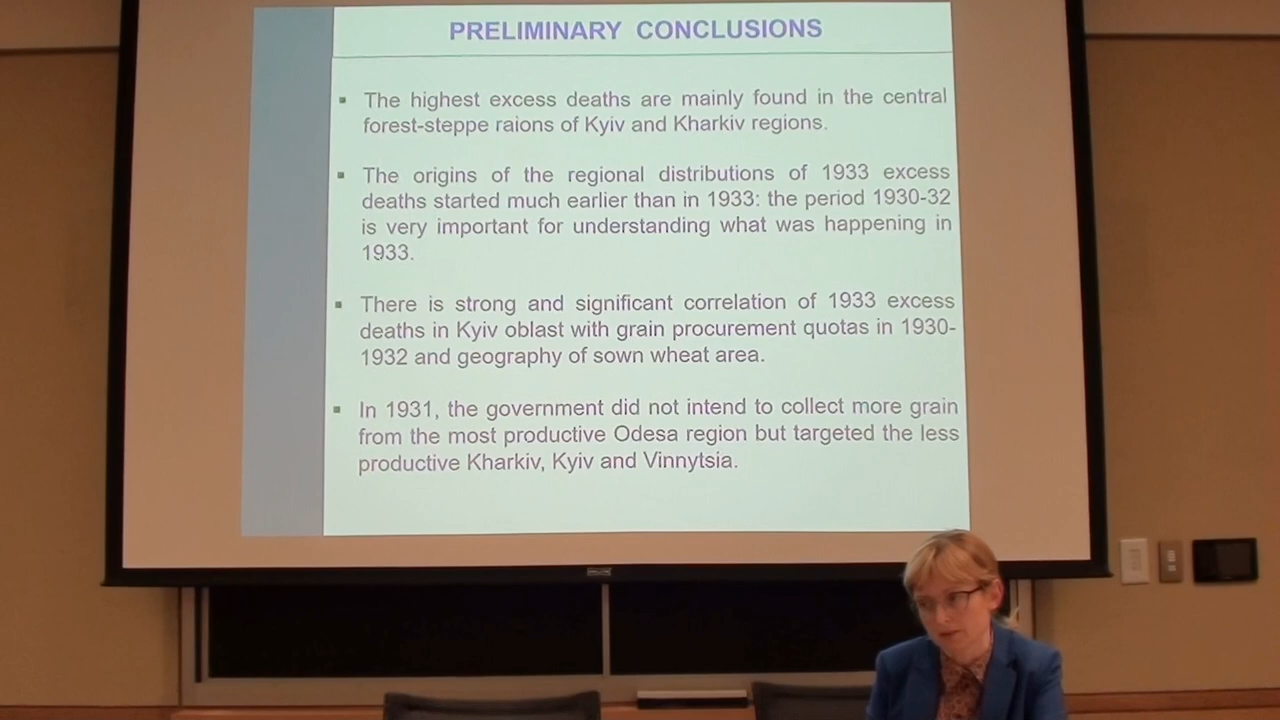 PRELIMINARY CONCLUSIONS
▪ The highest excess deaths are mainly found in the central
forest-steppe raions of Kyiv and Kharkiv regions.
▪ The origins of the regional distributions of 1933 excess
deaths started much earlier than in 1933: the period 1930-32
is very important for understanding what was happening in
1933.
▪ There is strong and significant correlation of 1933 excess
deaths in Kyiv oblast with grain procurement quotas in 1930-
1932 and geography of sown wheat area.
▪ In 1931, the government did not intend to collect more grain
from the most productive Odesa region but targeted the less
productive Kharkiv, Kyiv and Vinnytsia.